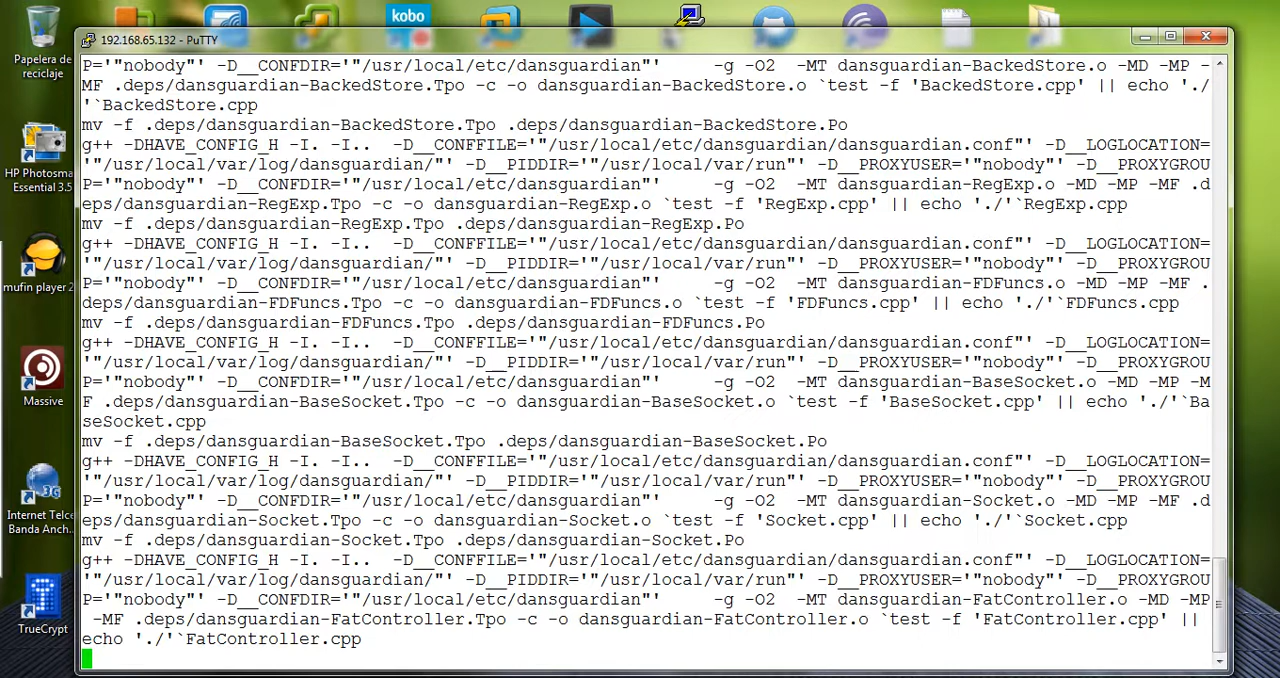 kobo
Papelera de
reciclaje
HP Photosma
Essential 3.5
mufin player 2
Massive
Internet Telce
Banda Anch...
TrueCrypt
192.168.65.132 - PuTTY
P='"nobody"' -D__CONFDIR='"/usr/local/etc/dansguardian"'     -g -O2  -MT dansguardian-BackedStore.o -MD -MP -
MF .deps/dansguardian-BackedStore.Tpo -c -o dansguardian-BackedStore.o `test -f 'BackedStore.cpp' || echo './
'`BackedStore.cpp
mv -f .deps/dansguardian-BackedStore.Tpo .deps/dansguardian-BackedStore.Po
g++ -DHAVE_CONFIG_H -I. -I..  -D__CONFFILE='"/usr/local/etc/dansguardian/dansguardian.conf"' -D__LOGLOCATION=
'"/usr/local/var/log/dansguardian/"' -D__PIDDIR='"/usr/local/var/run"' -D__PROXYUSER='"nobody"' -D__PROXYGROU
P='"nobody"' -D__CONFDIR='"/usr/local/etc/dansguardian"'     -g -O2  -MT dansguardian-RegExp.o -MD -MP -MF .d
eps/dansguardian-RegExp.Tpo -c -o dansguardian-RegExp.o `test -f 'RegExp.cpp' || echo './'`RegExp.cpp
mv -f .deps/dansguardian-RegExp.Tpo .deps/dansguardian-RegExp.Po
g++ -DHAVE_CONFIG_H -I. -I..  -D__CONFFILE='"/usr/local/etc/dansguardian/dansguardian.conf"' -D__LOGLOCATION=
'"/usr/local/var/log/dansguardian/"' -D__PIDDIR='"/usr/local/var/run"' -D__PROXYUSER='"nobody"' -D__PROXYGROU
P='"nobody"' -D__CONFDIR='"/usr/local/etc/dansguardian"'     -g -O2  -MT dansguardian-FDFuncs.o -MD -MP -MF .
deps/dansguardian-FDFuncs.Tpo -c -o dansguardian-FDFuncs.o `test -f 'FDFuncs.cpp' || echo './'`FDFuncs.cpp
mv -f .deps/dansguardian-FDFuncs.Tpo .deps/dansguardian-FDFuncs.Po
g++ -DHAVE_CONFIG_H -I. -I..  -D__CONFFILE='"/usr/local/etc/dansguardian/dansguardian.conf"' -D__LOGLOCATION=
'"/usr/local/var/log/dansguardian/"' -D__PIDDIR='"/usr/local/var/run"' -D__PROXYUSER='"nobody"' -D__PROXYGROU
P='"nobody"' -D__CONFDIR='"/usr/local/etc/dansguardian"'     -g -O2  -MT dansguardian-BaseSocket.o -MD -MP -M
F .deps/dansguardian-BaseSocket.Tpo -c -o dansguardian-BaseSocket.o `test -f 'BaseSocket.cpp' || echo './'`Ba
seSocket.cpp
mv -f .deps/dansguardian-BaseSocket.Tpo .deps/dansguardian-BaseSocket.Po
g++ -DHAVE_CONFIG_H -I. -I..  -D__CONFFILE='"/usr/local/etc/dansguardian/dansguardian.conf"' -D__LOGLOCATION=
'"/usr/local/var/log/dansguardian/"' -D__PIDDIR='"/usr/local/var/run"' -D__PROXYUSER='"nobody"' -D__PROXYGROU
P='"nobody"' -D__CONFDIR='"/usr/local/etc/dansguardian"'     -g -O2  -MT dansguardian-Socket.o -MD -MP -MF .d
eps/dansguardian-Socket.Tpo -c -o dansguardian-Socket.o `test -f 'Socket.cpp' || echo './'`Socket.cpp
mv -f .deps/dansguardian-Socket.Tpo .deps/dansguardian-Socket.Po
g++ -DHAVE_CONFIG_H -I. -I..  -D__CONFFILE='"/usr/local/etc/dansguardian/dansguardian.conf"' -D__LOGLOCATION=
'"/usr/local/var/log/dansguardian/"' -D__PIDDIR='"/usr/local/var/run"' -D__PROXYUSER='"nobody"' -D__PROXYGROU
P='"nobody"' -D__CONFDIR='"/usr/local/etc/dansguardian"'     -g -O2  -MT dansguardian-FatController.o -MD -MP
 -MF .deps/dansguardian-FatController.Tpo -c -o dansguardian-FatController.o `test -f 'FatController.cpp' ||
echo './'`FatController.cpp